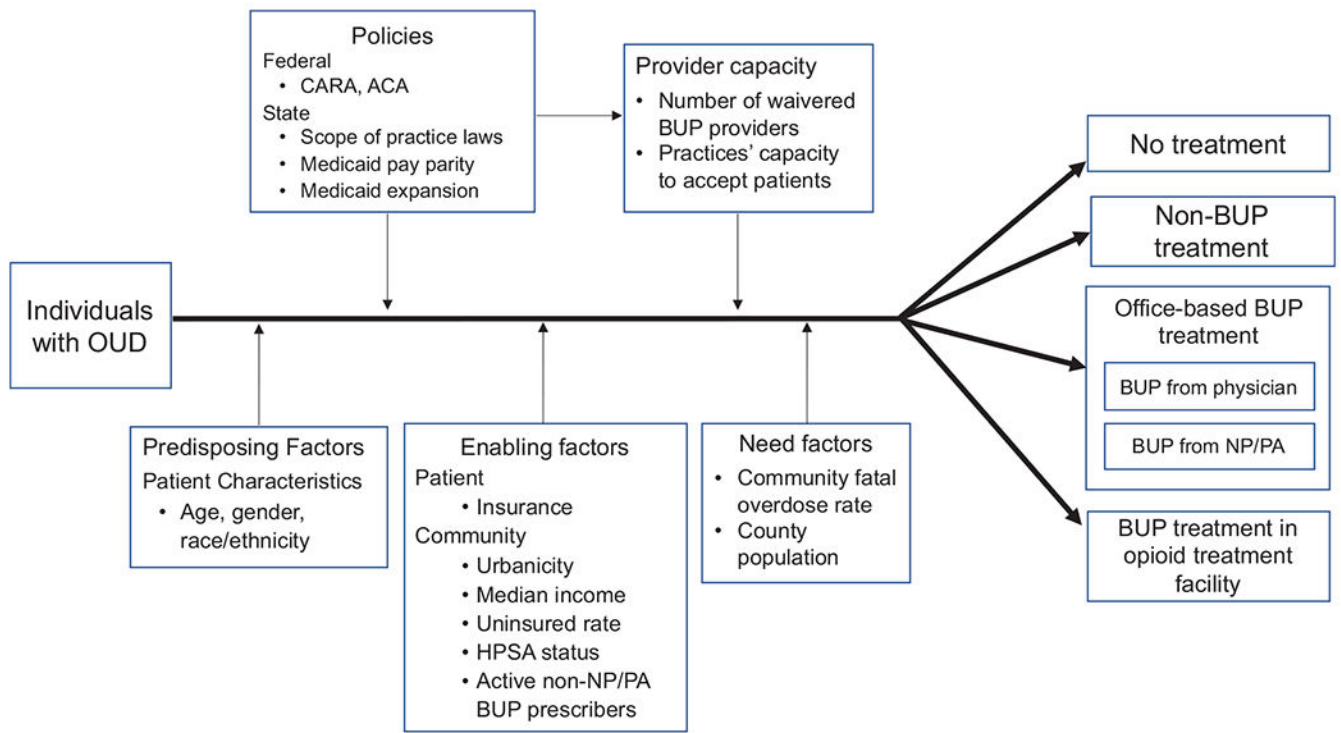 Policies
Federal
• CARA, ACA
State
• Scope of practice laws
• Medicaid pay parity
• Medicaid expansion
Provider capacity
• Number of waivered
BUP providers
• Practices' capacity
to accept patients
Individuals
with OUD
Predisposing Factors
Patient Characteristics
• Age, gender,
race/ethnicity
Enabling factors
Patient
• Insurance
Community
• Urbanicity
• Median income
• Uninsured rate
• HPSA status
• Active non-NP/PA
BUP prescribers
Need factors
• Community fatal
overdose rate
• County
population
No treatment
Non-BUP
treatment
Office-based BUP
treatment
BUP from physician
BUP from NP/PA
BUP treatment in
opioid treatment
facility